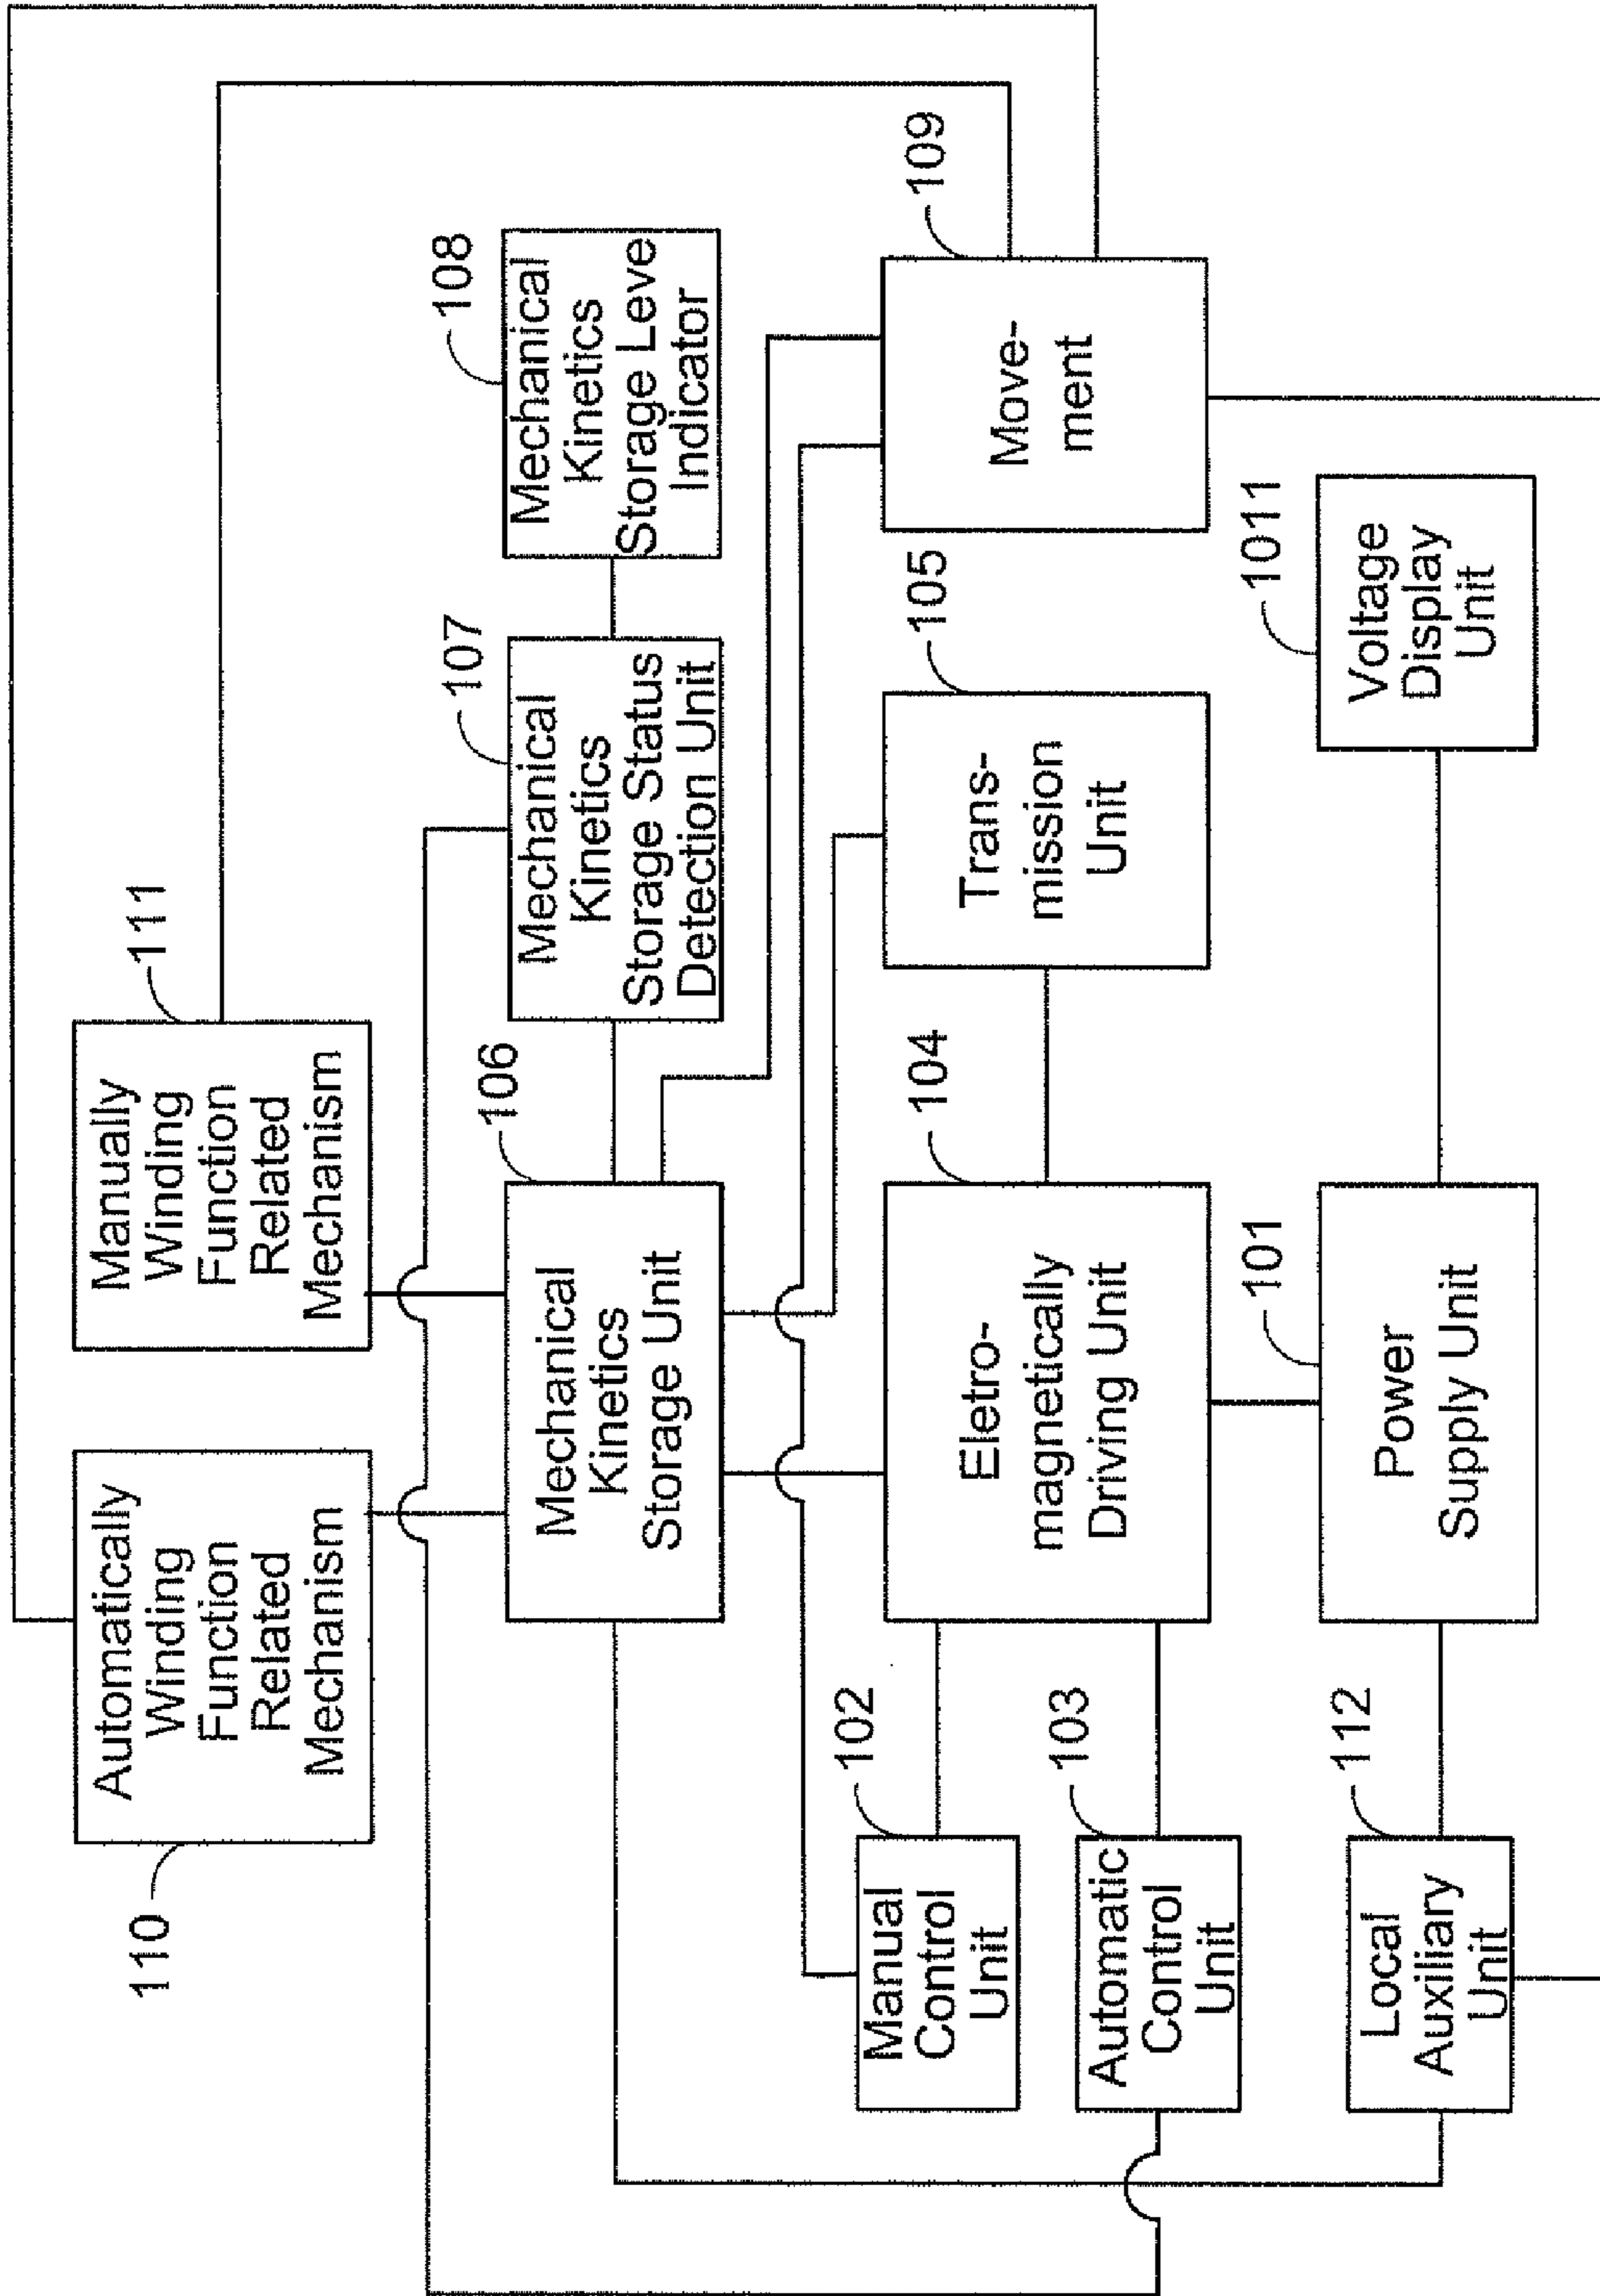 110
Automatically
Winding
Function
Related
Mechanism
111
Manually
Winding
Function
Related
Mechanism
106
Mechanical
Kinetics
Storage Unit
107
Mechanical
Kinetics
Storage Status
Detection Unit
108
Mechanical
Kinetics
Storage Leve
Indicator
102
Manual
Control
Unit
103
Automatic
Control
Unit
104
Eletro-
magnetically
Driving Unit
105
Trans-
mission
Unit
109
Move-
ment
112
Local
Auxiliary
Unit
101
Power
Supply Unit
1011
Voltage
Display
Unit